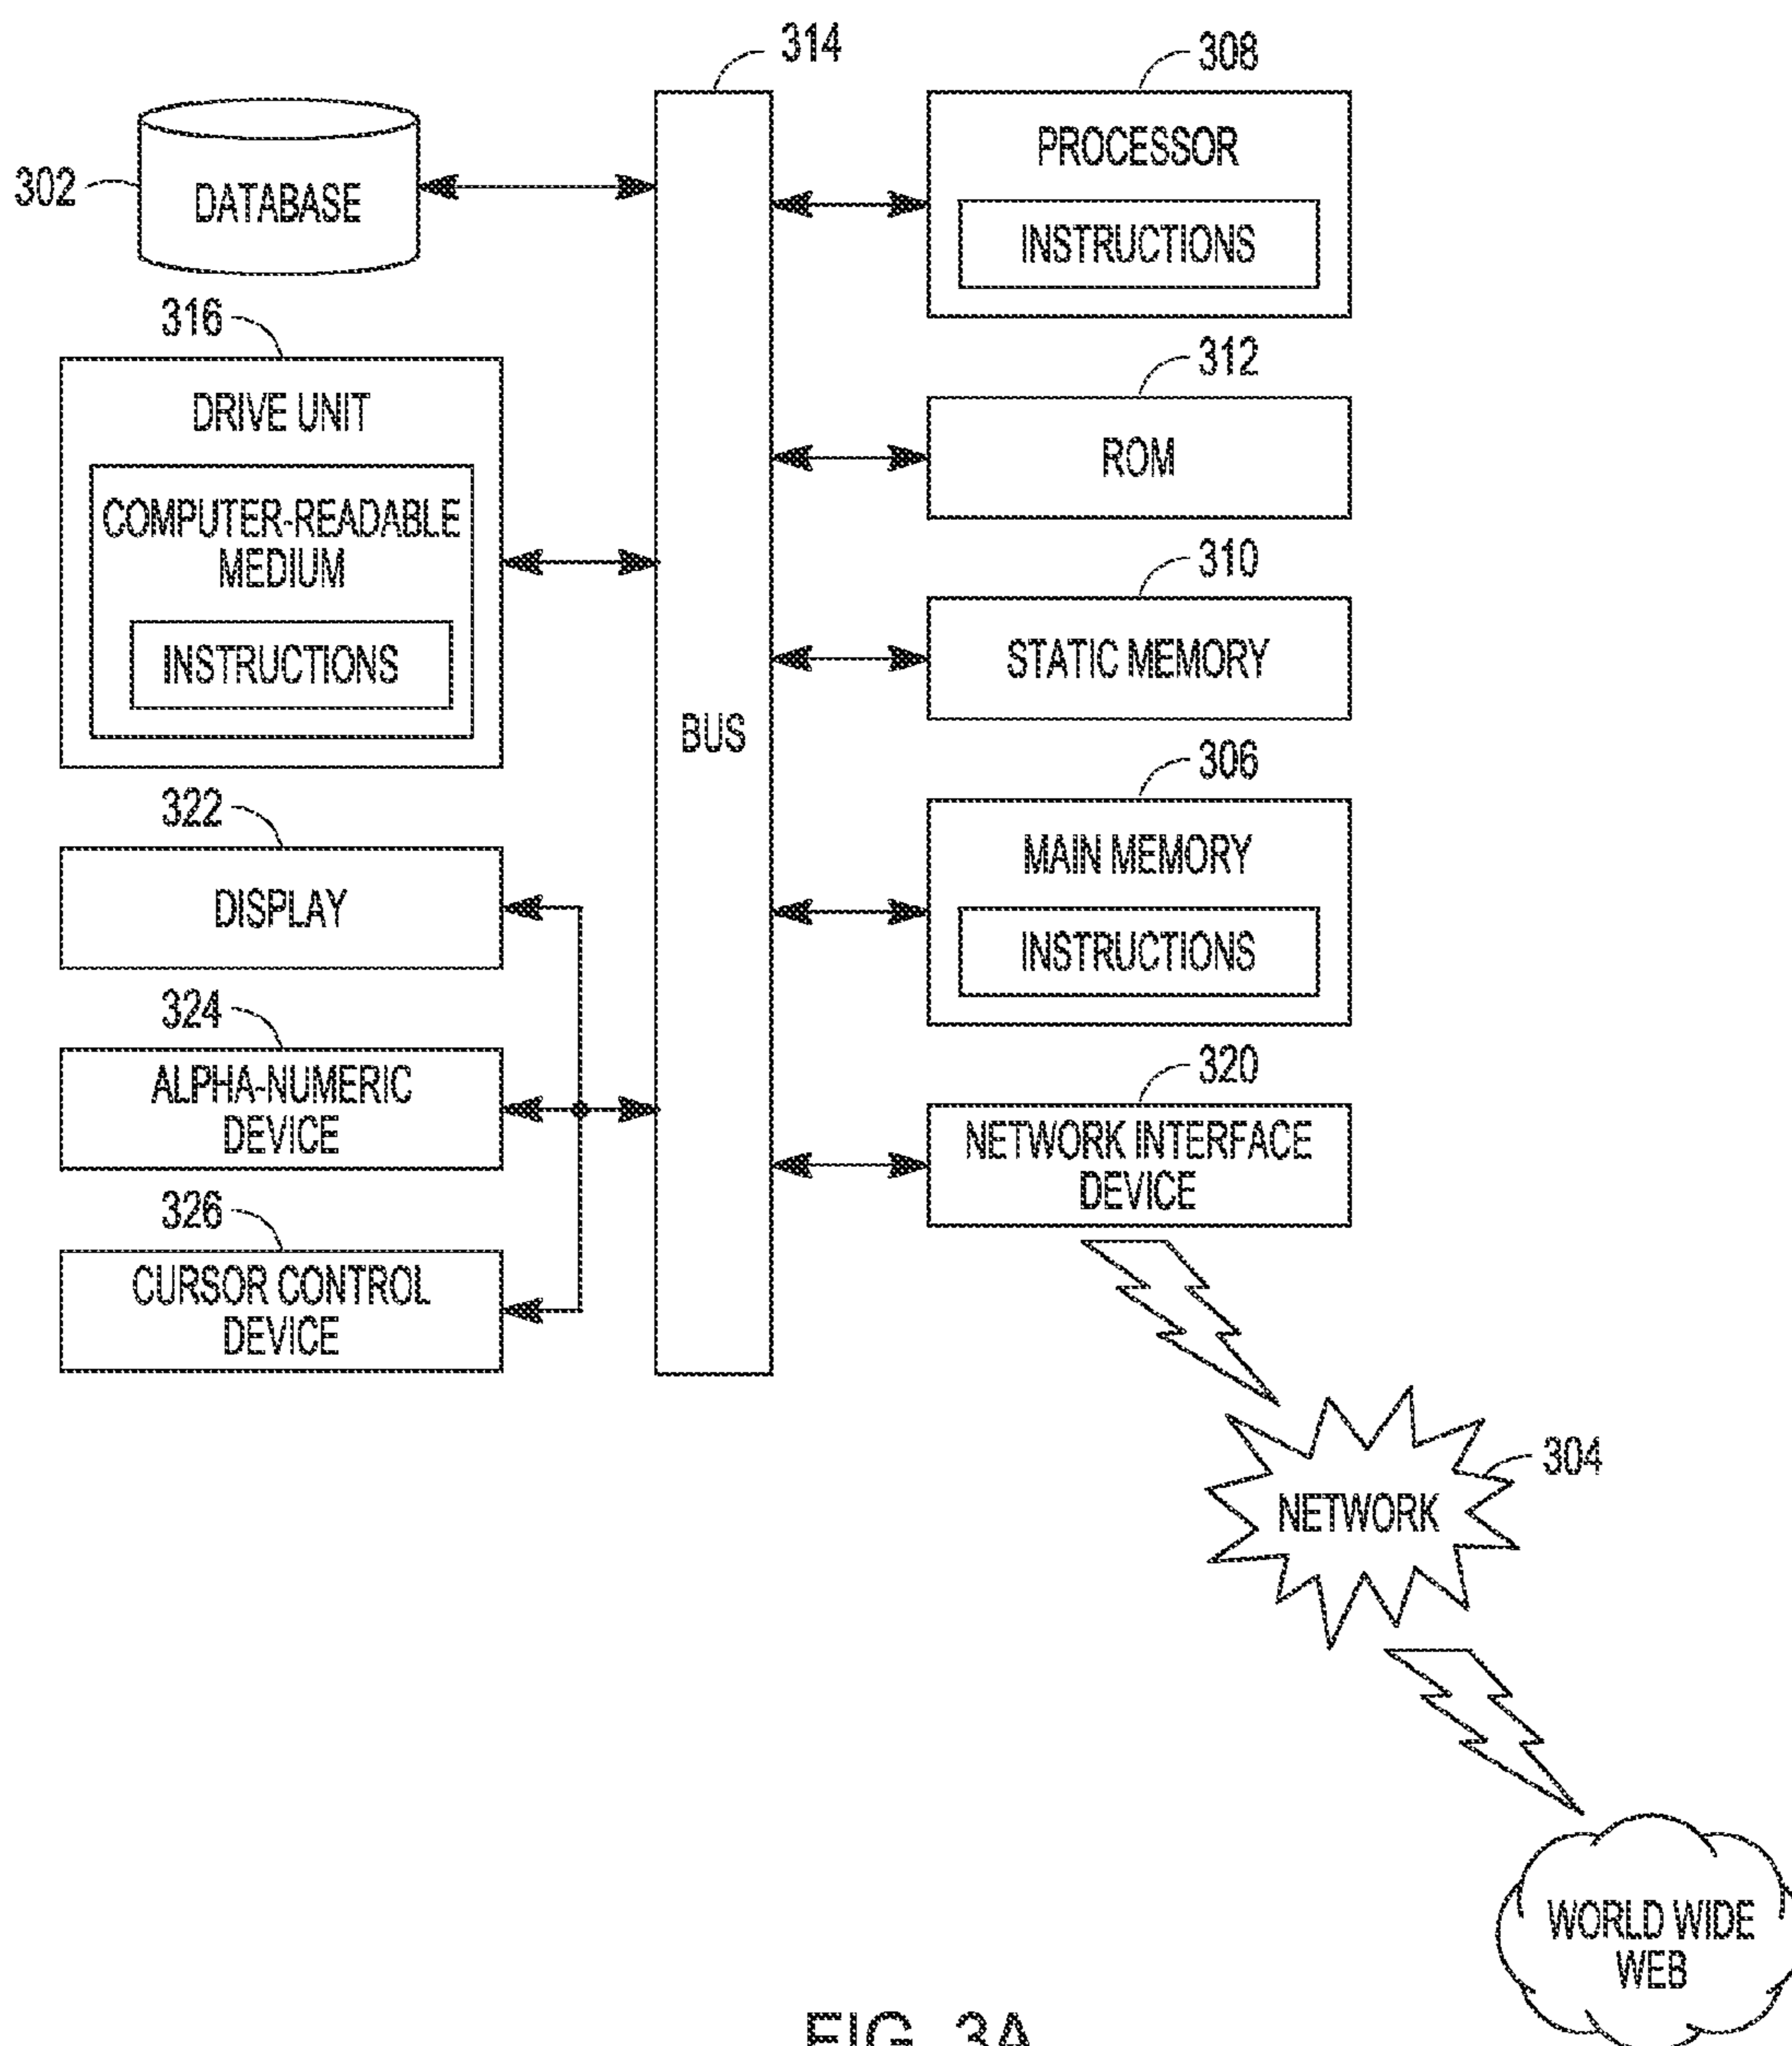 314
308
302
DATABASE
PROCESSOR
INSTRUCTIONS
316
DRIVE UNIT
COMPUTER-READABLE
MEDIUM
INSTRUCTIONS
312
ROM
310
STATIC MEMORY
BUS
306
MAIN MEMORY
INSTRUCTIONS
322
DISPLAY
324
ALPHA-NUMERIC
DEVICE
320
NETWORK INTERFACE
DEVICE
326
CURSOR CONTROL
DEVICE
304
NETWORK
WORLD WIDE
WEB
FIG. 3A